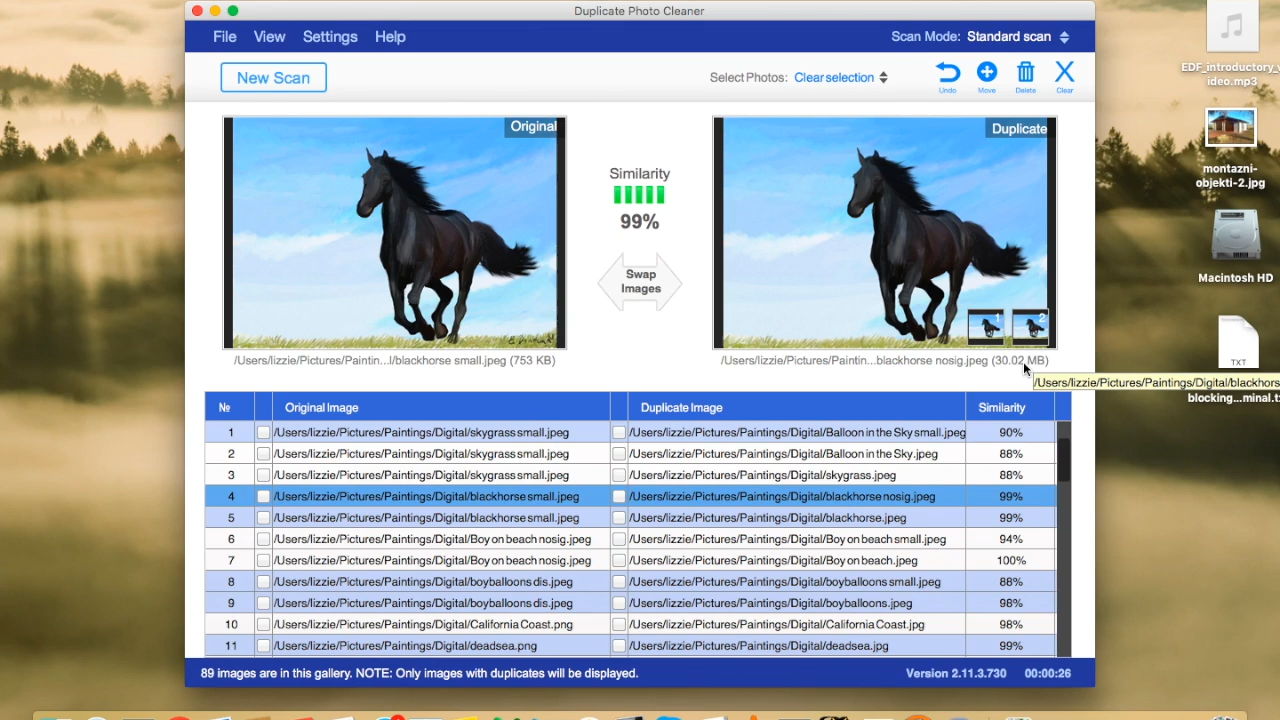 Duplicate Photo Cleaner
File View Settings Help
Scan Mode: Standard scan
New Scan
Select Photos: Clear selection
Undo Move Delete Clear
Original
Duplicate
1 2
Similarity
99%
Swap
Images
/Users/lizzie/Pictures/Paintin...l/blackhorse small.jpeg (753 KB)
/Users/lizzie/Pictures/Paintin...blackhorse nosig.jpeg (30.02 MB)
/Users/lizzie/Pictures/Paintings/Digital/blackhors
№ Original Image Duplicate Image Similarity
1 /Users/lizzie/Pictures/Paintings/Digital/skygrass small.jpeg /Users/lizzie/Pictures/Paintings/Digital/Balloon in the Sky small.jpeg 90%
2 /Users/lizzie/Pictures/Paintings/Digital/skygrass small.jpeg /Users/lizzie/Pictures/Paintings/Digital/Balloon in the Sky.jpeg 88%
3 /Users/lizzie/Pictures/Paintings/Digital/skygrass small.jpeg /Users/lizzie/Pictures/Paintings/Digital/skygrass.jpeg 88%
4 /Users/lizzie/Pictures/Paintings/Digital/blackhorse small.jpeg /Users/lizzie/Pictures/Paintings/Digital/blackhorse nosig.jpeg 99%
5 /Users/lizzie/Pictures/Paintings/Digital/blackhorse small.jpeg /Users/lizzie/Pictures/Paintings/Digital/blackhorse.jpeg 99%
6 /Users/lizzie/Pictures/Paintings/Digital/Boy on beach nosig.jpeg /Users/lizzie/Pictures/Paintings/Digital/Boy on beach small.jpeg 94%
7 /Users/lizzie/Pictures/Paintings/Digital/Boy on beach nosig.jpeg /Users/lizzie/Pictures/Paintings/Digital/Boy on beach.jpeg 100%
8 /Users/lizzie/Pictures/Paintings/Digital/boyballoons dis.jpeg /Users/lizzie/Pictures/Paintings/Digital/boyballoons small.jpeg 88%
9 /Users/lizzie/Pictures/Paintings/Digital/boyballoons dis.jpeg /Users/lizzie/Pictures/Paintings/Digital/boyballoons.jpeg 98%
10 /Users/lizzie/Pictures/Paintings/Digital/California Coast.png /Users/lizzie/Pictures/Paintings/Digital/California Coast.jpg 98%
11 /Users/lizzie/Pictures/Paintings/Digital/deadsea.png /Users/lizzie/Pictures/Paintings/Digital/deadsea.jpg 99%
89 images are in this gallery. NOTE: Only images with duplicates will be displayed.
Version 2.11.3.730 00:00:26
EDF_introductory_v
ideo.mp3
montazni-
objekti-2.jpg
Macintosh HD
TXT
blocking...minal.t